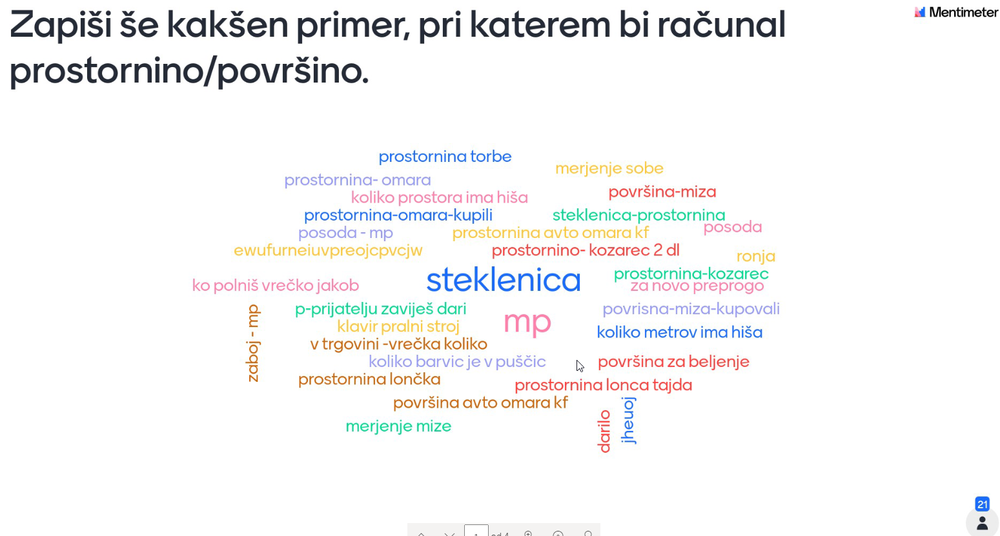 Zapiši še kakšen primer, pri katerem bi računal
prostornino/površino.
Mentimeter
prostornina torbe
merjenje sobe
prostornina- omara
površina-miza
koliko prostora ima hiša
prostornina-omara-kupili
steklenica-prostornina
posoda
posoda - mp
prostornina avto omara kf
ewufurneiuvpreojcpvcjw
prostornino- kozarec 2 dl
ronja
prostornina-kozarec
steklenica
ko polniš vrečko jakob
za novo preprogo
p-prijatelju zaviješ dari
povrisna-miza-kupovali
mp
klavir pralni stroj
koliko metrov ima hiša
zaboj - mp
v trgovini -vrečka koliko
koliko barvic je v puščic
površina za beljenje
prostornina lončka
prostornina lonca tajda
površina avto omara kf
merjenje mize
darilo
jheuoj
21